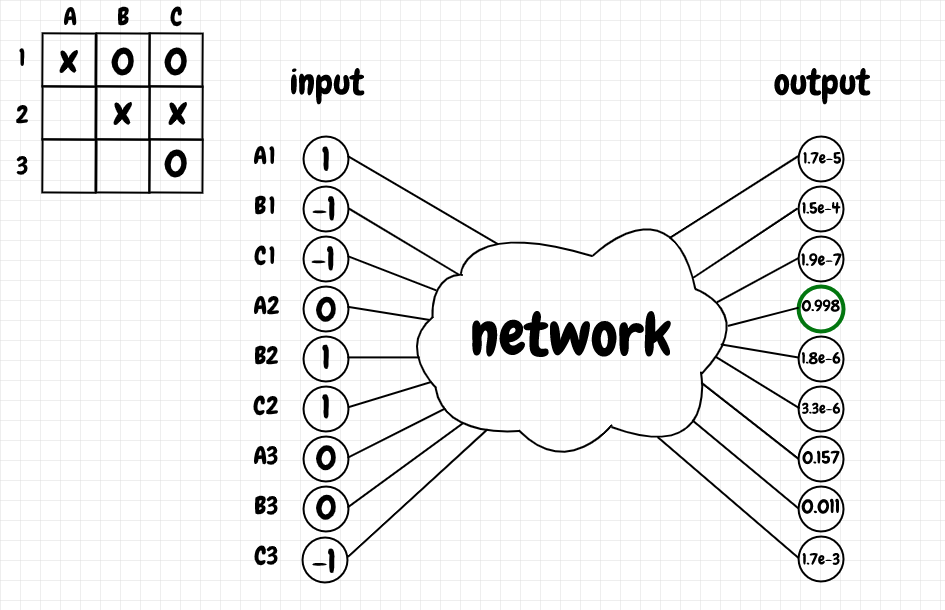 A B C
1 X O O
2 X X
3 O
input
output
A1 1
B1 -1
C1 -1
A2 0
B2 1
C2 1
A3 0
B3 0
C3 -1
network
1.7e-5
1.5e-4
1.9e-7
0.998
1.8e-6
3.3e-6
0.157
0.011
1.7e-3